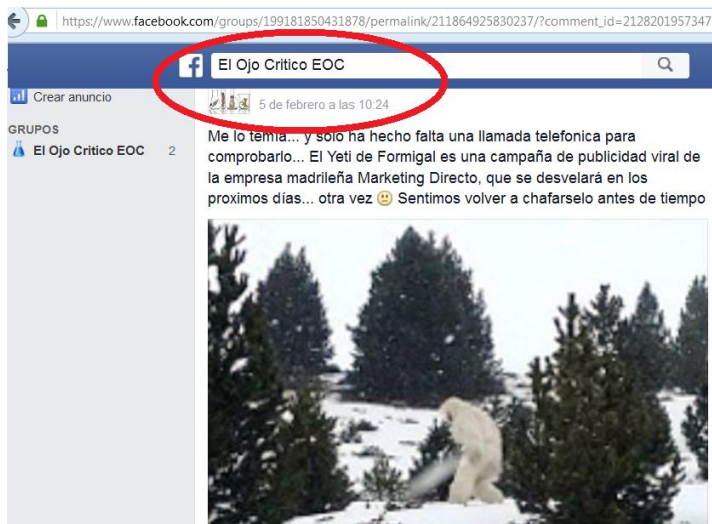 https://www.facebook.com/groups/199181850431878/permalink/211864925830237/?comment_id=2128201957347
f El Ojo Critico EOC
Crear anuncio
5 de febrero a las 10:24
GRUPOS
El Ojo Critico EOC 2
Me lo temía... y solo ha hecho falta una llamada telefonica para
comprobarlo... El Yeti de Formigal es una campaña de publicidad viral de
la empresa madrileña Marketing Directo, que se desvelará en los
proximos días... otra vez 🙁 Sentimos volver a chafarselo antes de tiempo